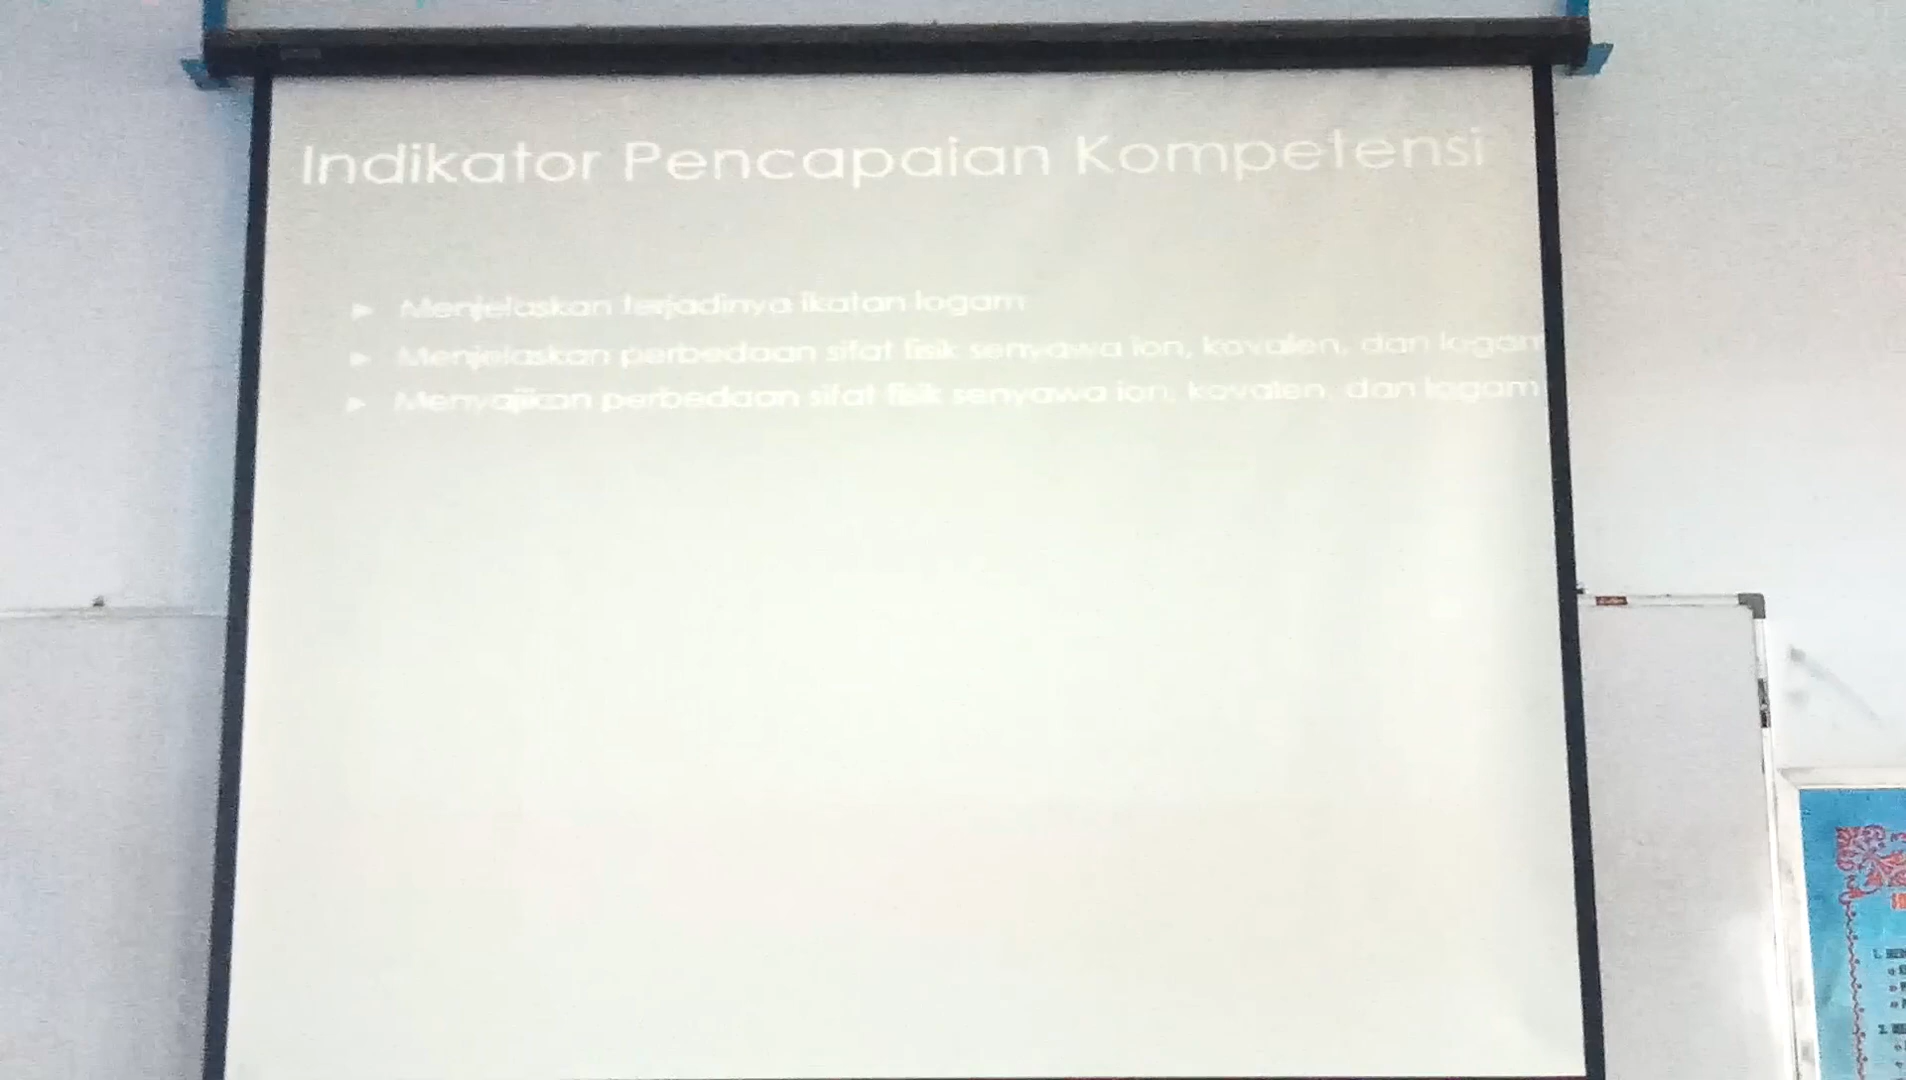 Indikator Pencapaian Kompetensi
► Menjelaskan terjadinya ikatan logam
► Menjelaskan perbedaan sifat fisik senyawa ion, kovalen, dan logam
► Menyajikan perbedaan sifat fisik senyawa ion, kovalen, dan logam